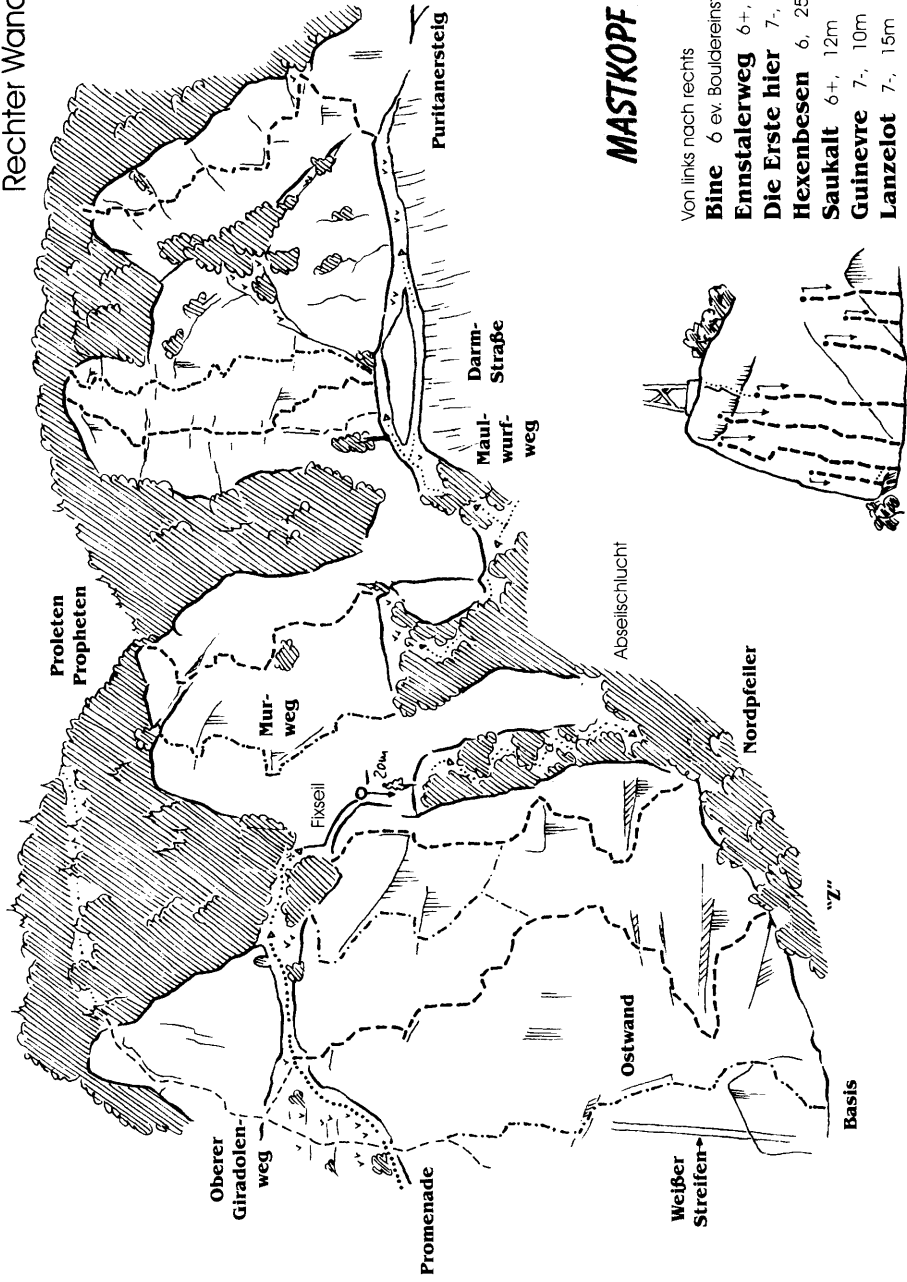 Rechter Wand
Proleten
Propheten
Mur-
weg
Fixseil
20m
Oberer
Giradolen-
weg
Promenade
Ostwand
Weißer
Streifen
Basis
"Z"
Nordpfeiler
Abseilschlucht
Maul-
wurf-
weg
Darm-
Straße
Puritanersteig
MASTKOPF
Von links nach rechts
Bine 6 ev. Bouldereinst
Ennstalerweg 6+,
Die Erste hier 7-,
Hexenbesen 6, 25
Saukalt 6+, 12m
Guinevre 7-, 10m
Lanzelot 7-, 15m